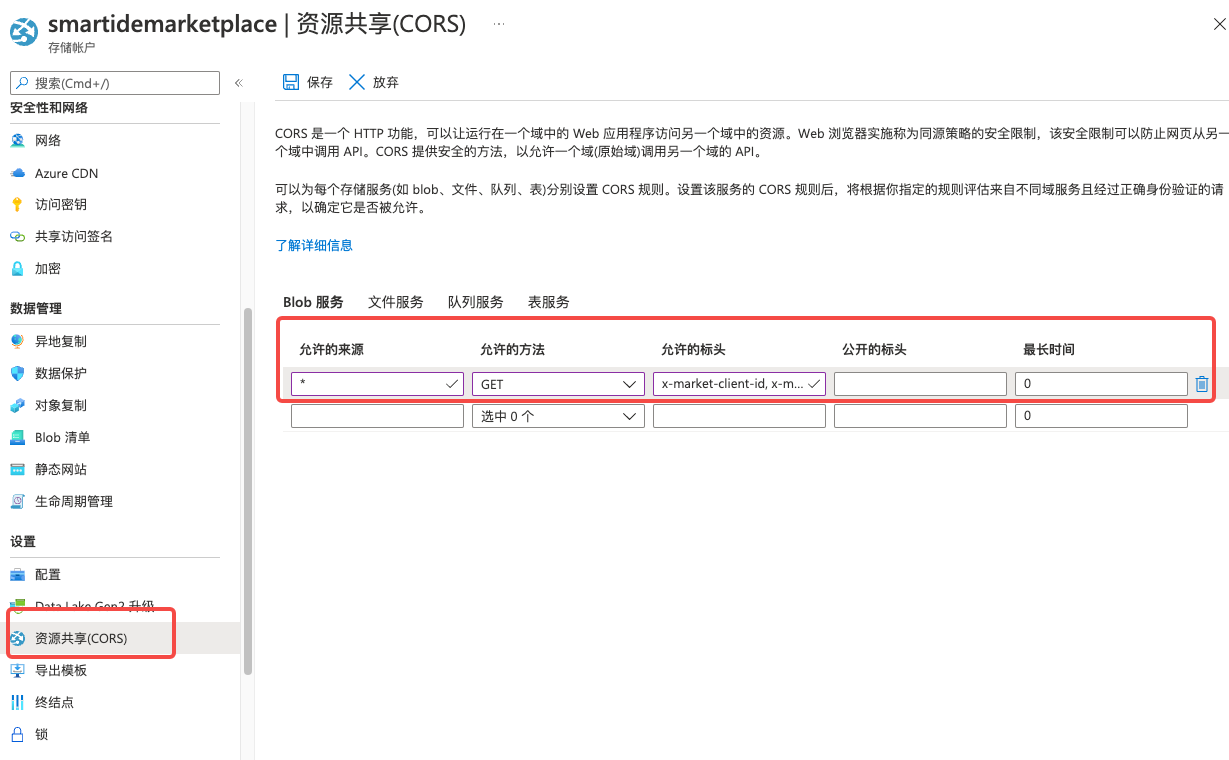 smartidemarketplace | 资源共享(CORS) ...
存储帐户
搜索(Cmd+/)
«
保存
放弃
安全性和网络
网络
Azure CDN
访问密钥
共享访问签名
加密
数据管理
异地复制
数据保护
对象复制
Blob 清单
静态网站
生命周期管理
设置
配置
Data Lake Gen2 升级
资源共享(CORS)
导出模板
终结点
锁
CORS 是一个 HTTP 功能，可以让运行在一个域中的 Web 应用程序访问另一个域中的资源。Web 浏览器实施称为同源策略的安全限制，该安全限制可以防止网页从另一
个域中调用 API。CORS 提供安全的方法，以允许一个域(原始域)调用另一个域的 API。
可以为每个存储服务(如 blob、文件、队列、表)分别设置 CORS 规则。设置该服务的 CORS 规则后，将根据你指定的规则评估来自不同域服务且经过正确身份验证的请
求，以确定它是否被允许。
了解详细信息
Blob 服务 文件服务 队列服务 表服务
允许的来源 允许的方法 允许的标头 公开的标头 最长时间
* GET x-market-client-id, x-m... 0
选中 0 个 0